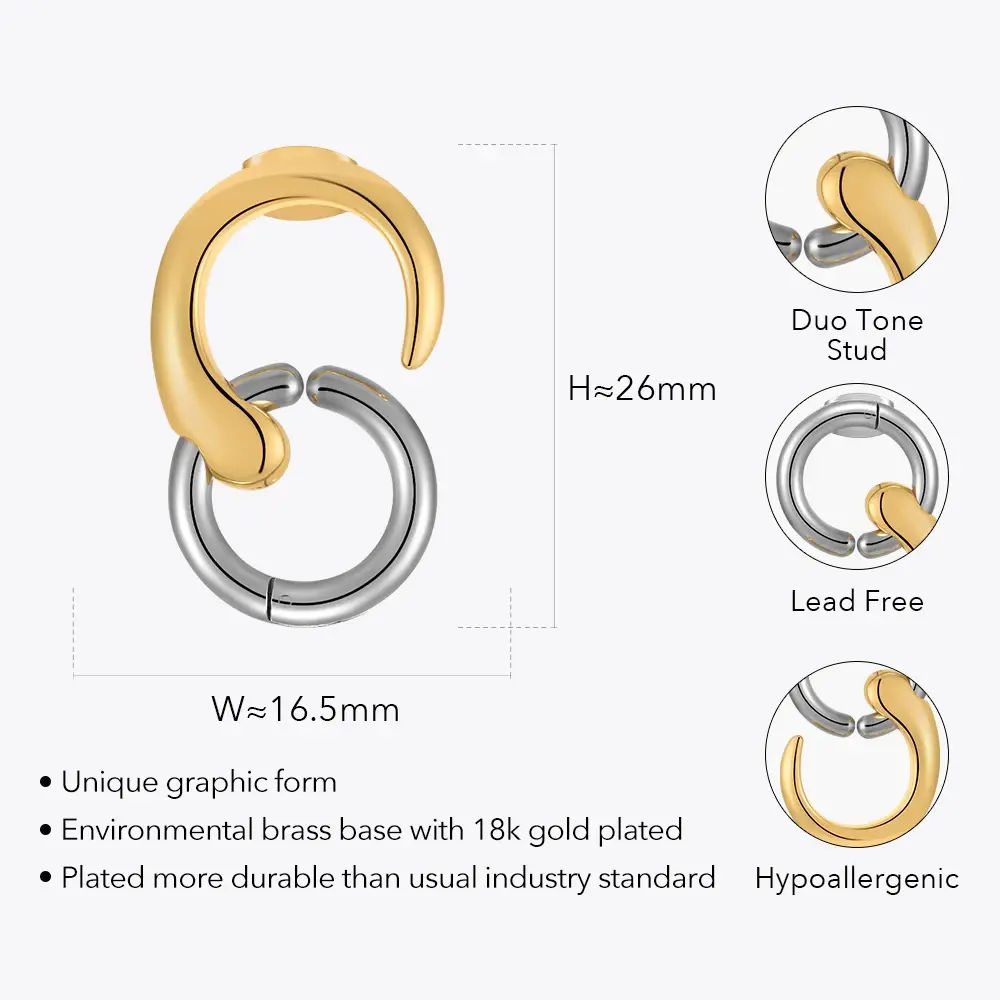 Duo Tone
Stud
H≈26mm
Lead Free
W≈16.5mm
• Unique graphic form
• Environmental brass base with 18k gold plated
• Plated more durable than usual industry standard
Hypoallergenic